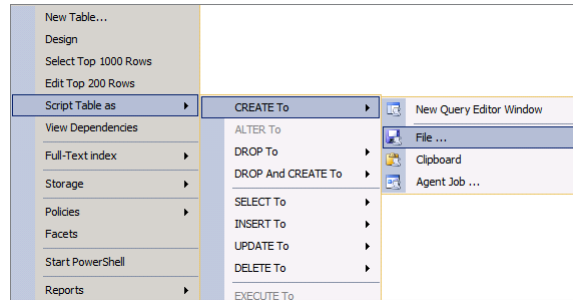 New Table...
Design
Select Top 1000 Rows
Edit Top 200 Rows
Script Table as
View Dependencies
Full-Text index
Storage
Policies
Facets
Start PowerShell
Reports
CREATE To
ALTER To
DROP To
DROP And CREATE To
SELECT To
INSERT To
UPDATE To
DELETE To
EXECUTE To
New Query Editor Window
File ...
Clipboard
Agent Job ...